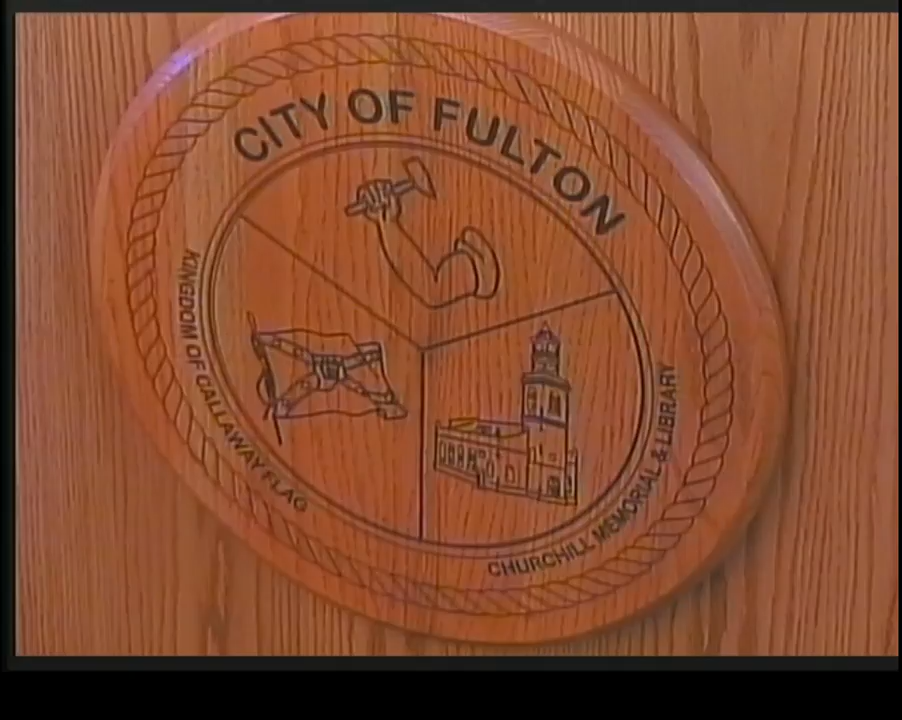 CITY OF FULTON
KINGDOM OF CALLAWAY FLAG
CHURCHILL MEMORIAL & LIBRARY